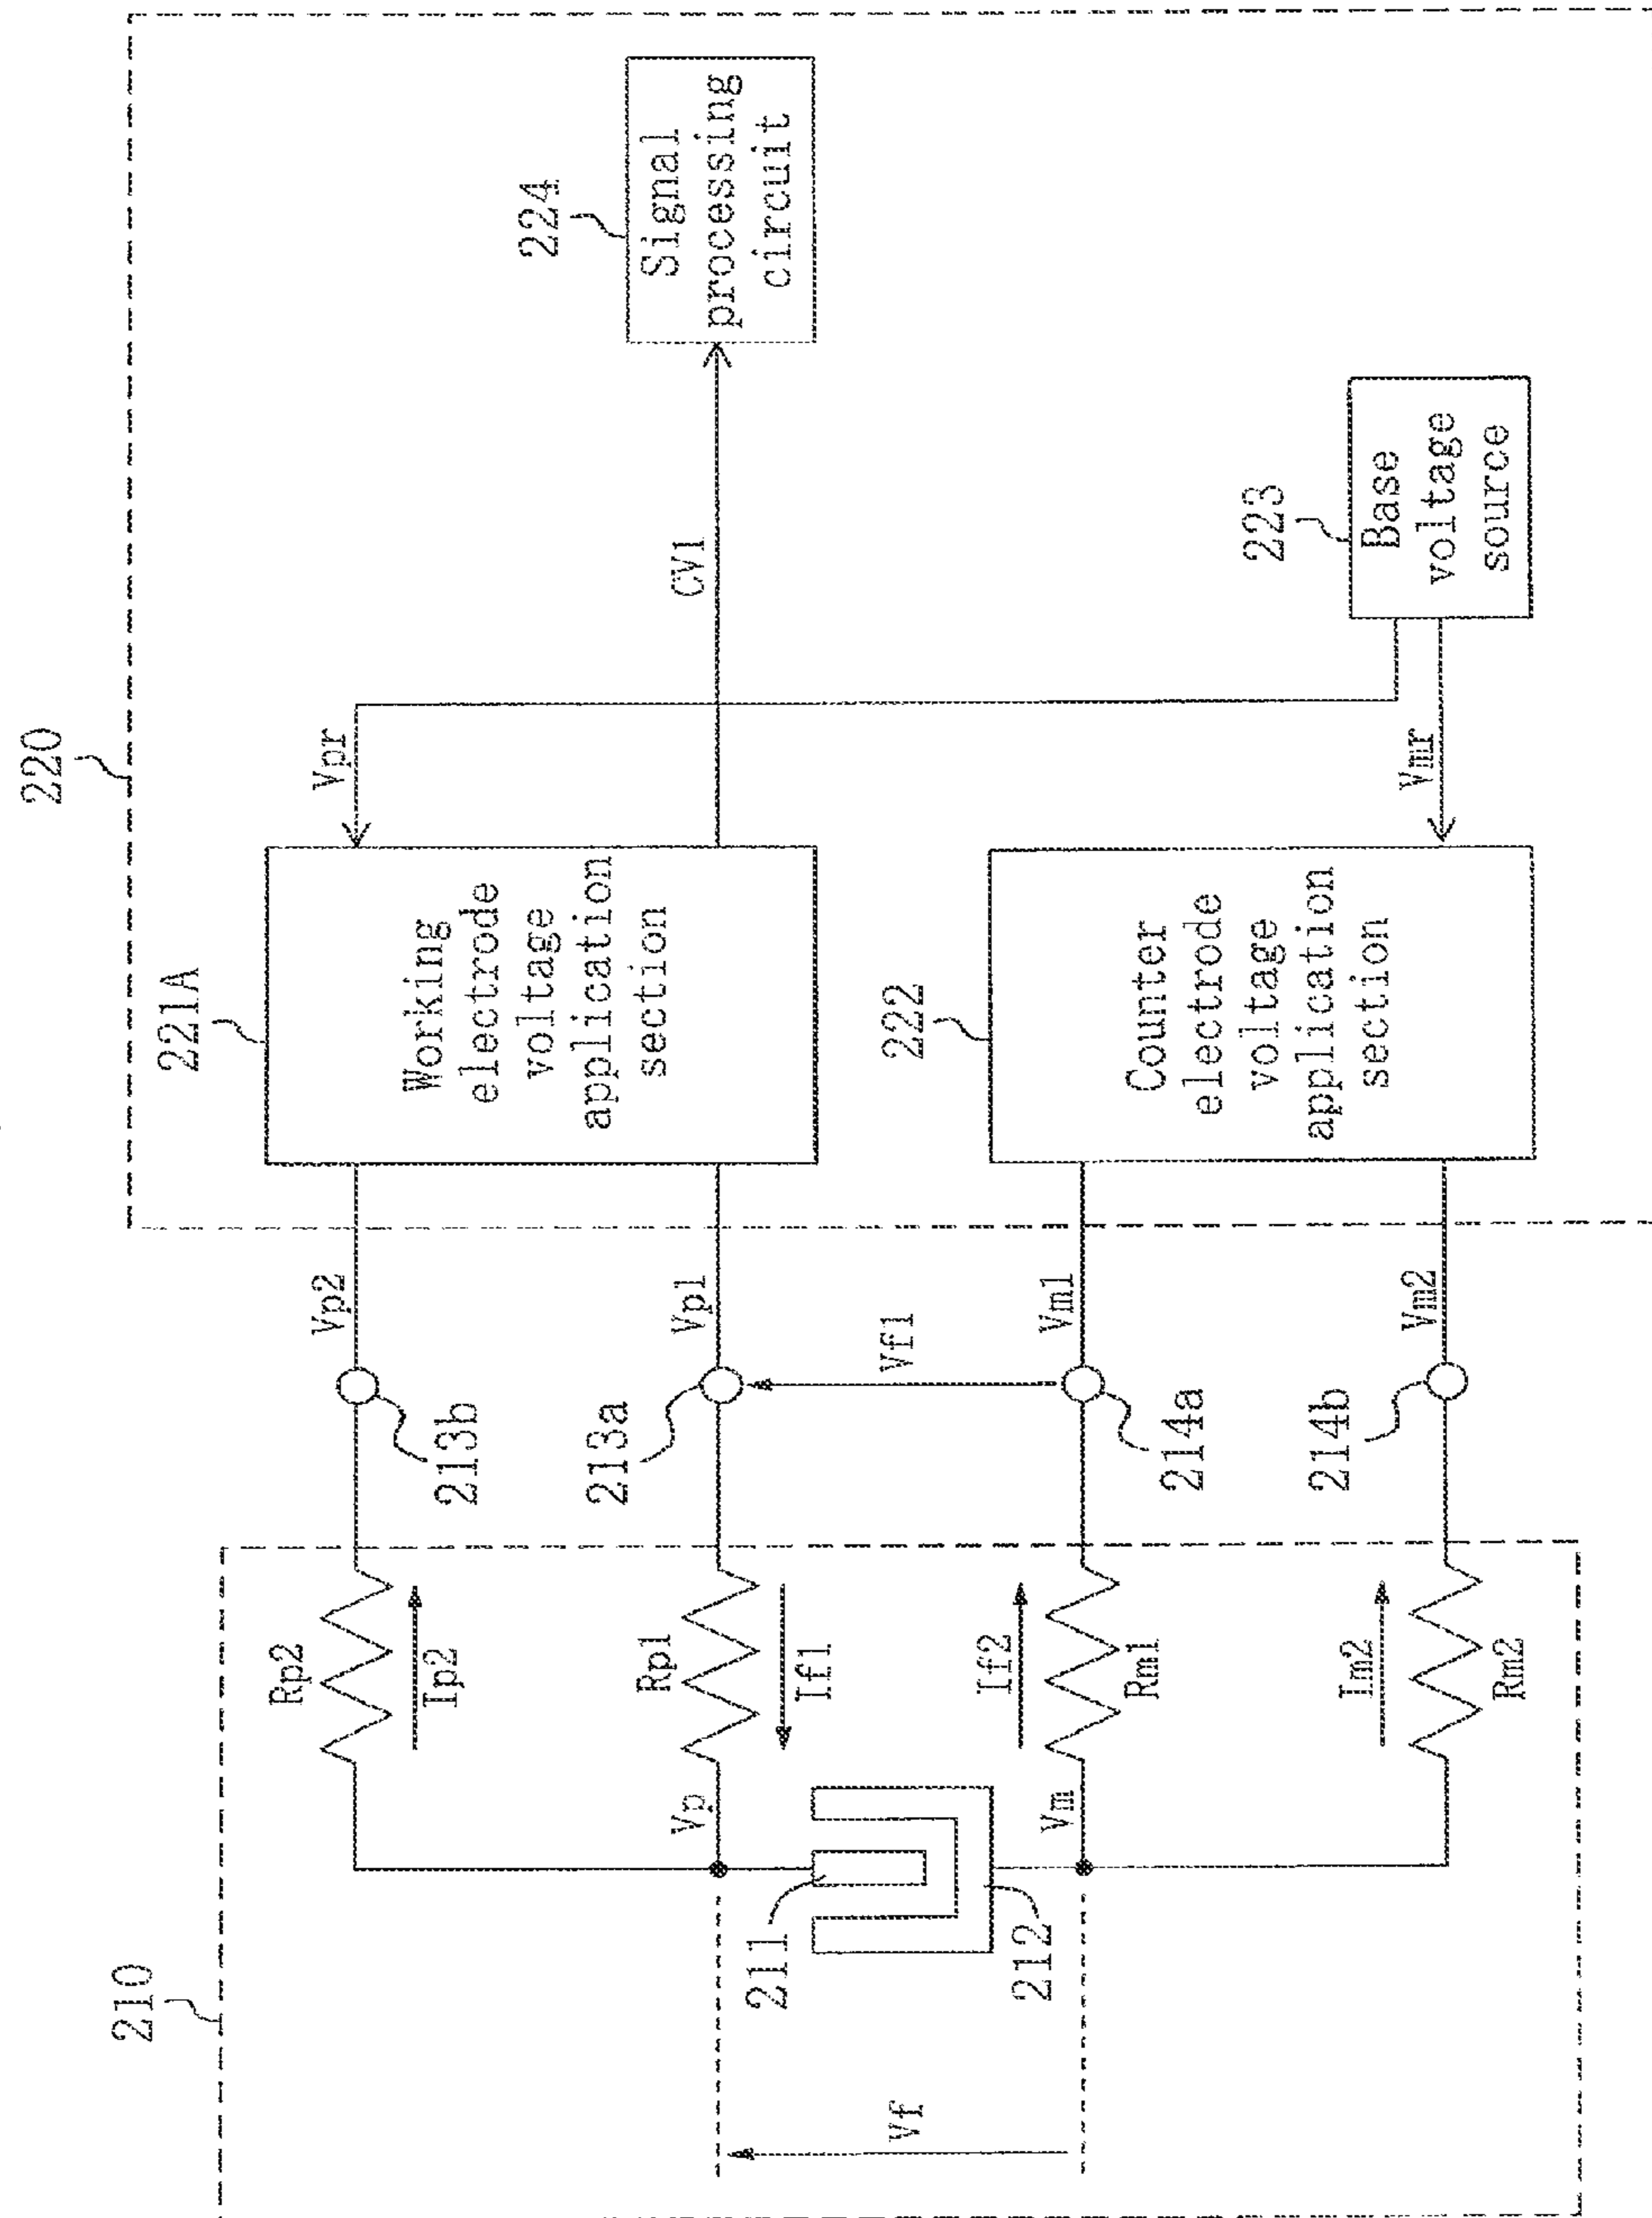 220
224
Signal
processing
circuit
CV1
223
Base
voltage
source
Vpr
Vmr
221A
Working
electrode
voltage
application
section
222
Counter
electrode
voltage
application
section
Vp2
Vp1
Vf1
Vm1
Vm2
213b
213a
214a
214b
210
Rp2
Ip2
Rp1
If1
If2
Rm1
Im2
Rm2
Vp
Vm
211
212
Vf